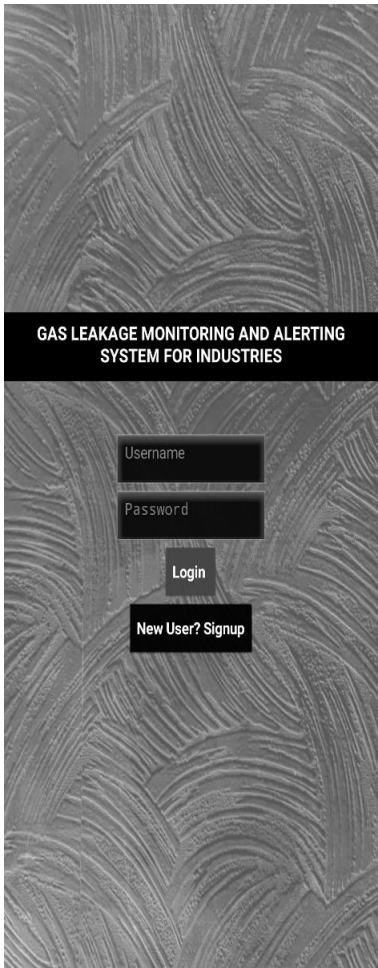 GAS LEAKAGE MONITORING AND ALERTING
SYSTEM FOR INDUSTRIES
Username
Password
Login
New User? Signup